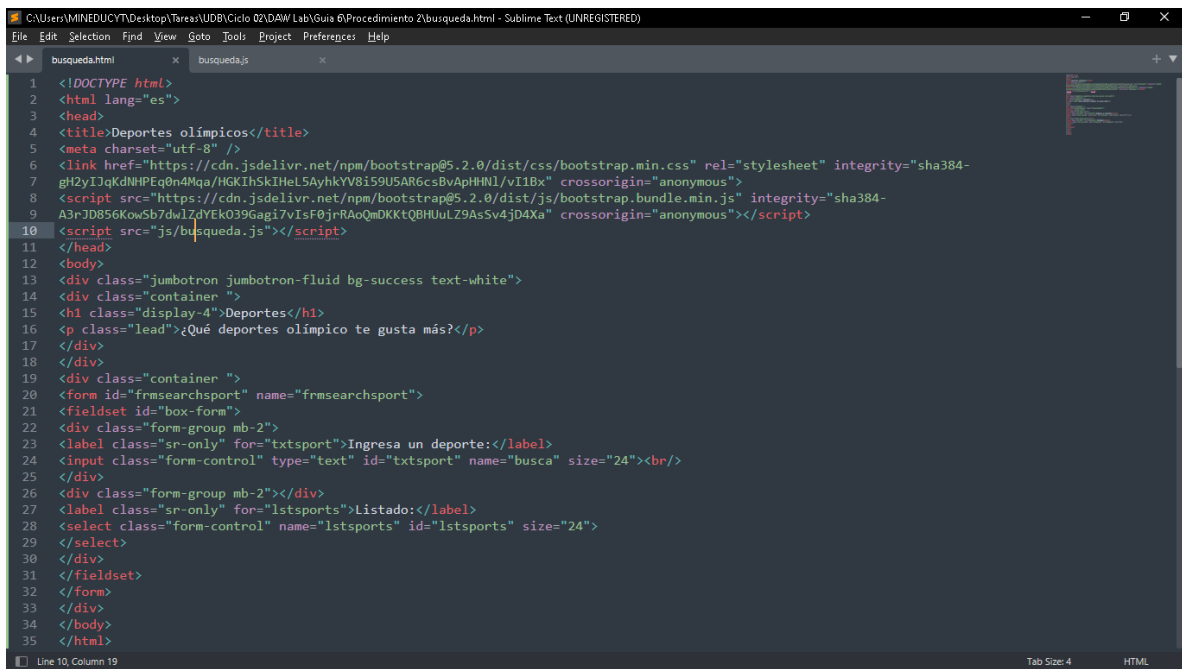 C:\Users\MINEDUCYT\Desktop\Tareas\UDB\Ciclo 02\DAW Lab\Guia 6\Procedimiento 2\busqueda.html - Sublime Text (UNREGISTERED)
File Edit Selection Find View Goto Tools Project Preferences Help
busqueda.html busqueda.js
1 <!DOCTYPE html>
2 <html lang="es">
3 <head>
4 <title>Deportes olímpicos</title>
5 <meta charset="utf-8" />
6 <link href="https://cdn.jsdelivr.net/npm/bootstrap@5.2.0/dist/css/bootstrap.min.css" rel="stylesheet" integrity="sha384-
7 gH2yIJqKdNHPEq0n4Mqa/HGKIhSkIHeL5AyhkYV8i59U5AR6csBvApHHNl/vI1Bx" crossorigin="anonymous">
8 <script src="https://cdn.jsdelivr.net/npm/bootstrap@5.2.0/dist/js/bootstrap.bundle.min.js" integrity="sha384-
9 A3rJD856KowSb7dwlZdYEkO39Gagi7vIsF0jrRAoQmDKKtQBHUuLZ9AsSv4jD4Xa" crossorigin="anonymous"></script>
10 <script src="js/busqueda.js"></script>
11 </head>
12 <body>
13 <div class="jumbotron jumbotron-fluid bg-success text-white">
14 <div class="container ">
15 <h1 class="display-4">Deportes</h1>
16 <p class="lead">¿Qué deportes olímpico te gusta más?</p>
17 </div>
18 </div>
19 <div class="container ">
20 <form id="frmsearchsport" name="frmsearchsport">
21 <fieldset id="box-form">
22 <div class="form-group mb-2">
23 <label class="sr-only" for="txtsport">Ingresa un deporte:</label>
24 <input class="form-control" type="text" id="txtsport" name="busca" size="24"><br/>
25 </div>
26 <div class="form-group mb-2"></div>
27 <label class="sr-only" for="lstsports">Listado:</label>
28 <select class="form-control" name="lstsports" id="lstsports" size="24">
29 </select>
30 </div>
31 </fieldset>
32 </form>
33 </div>
34 </body>
35 </html>
Line 10, Column 19 Tab Size: 4 HTML